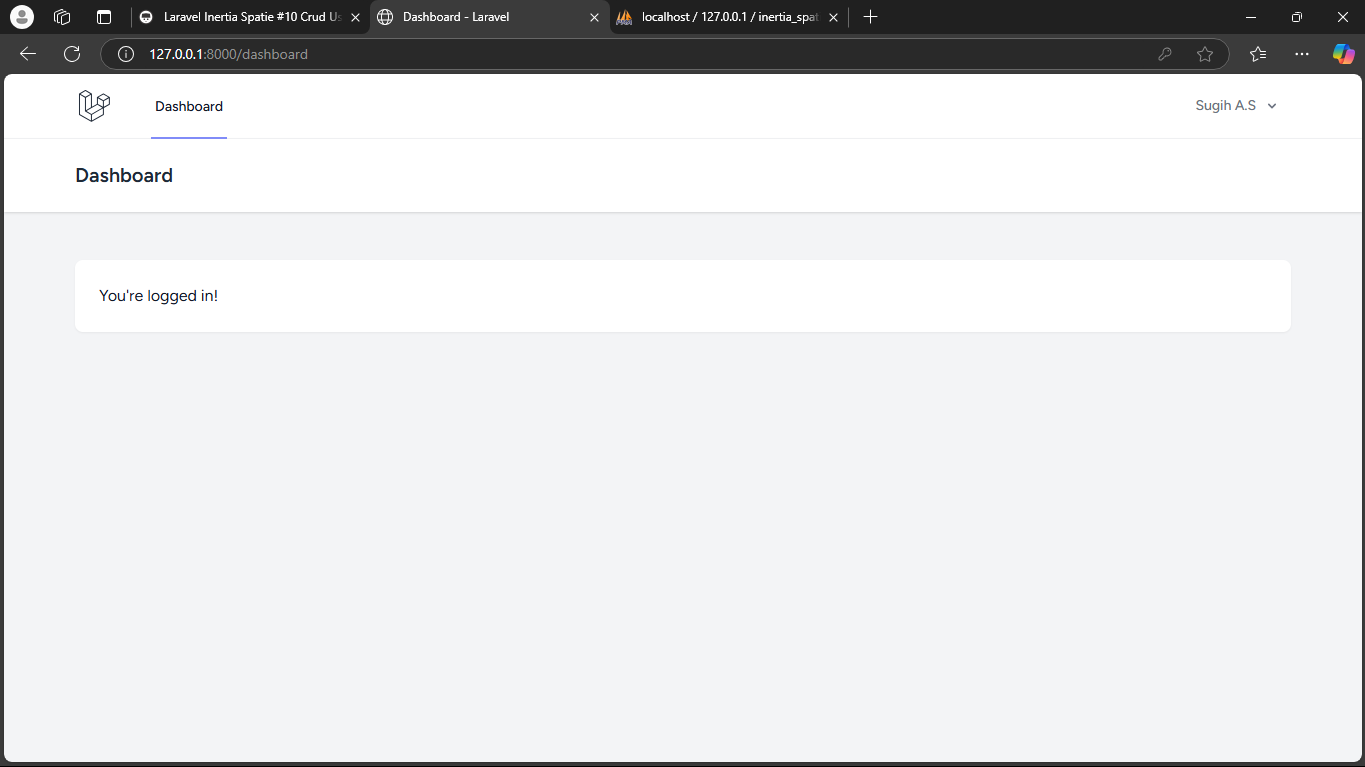 Laravel Inertia Spatie #10 Crud Us
Dashboard - Laravel
localhost / 127.0.0.1 / inertia_spat
127.0.0.1:8000/dashboard
Dashboard
Sugih A.S
Dashboard
You're logged in!